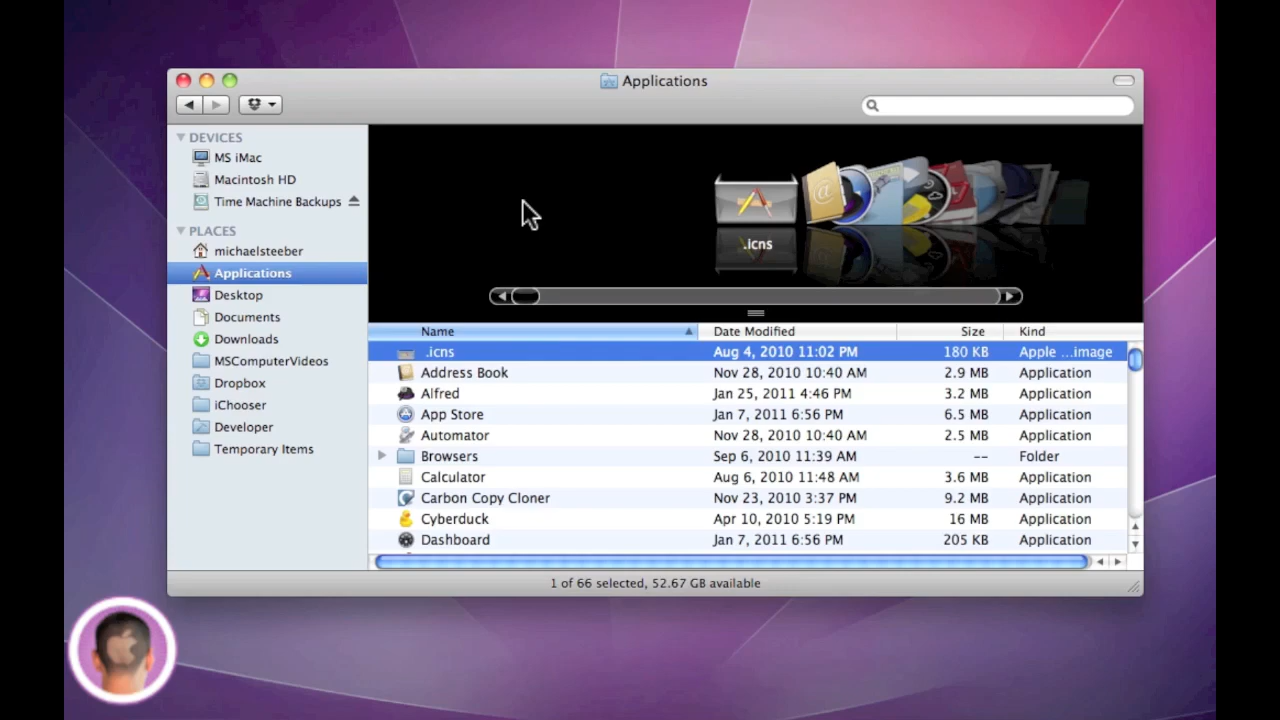 Applications
DEVICES
MS iMac
Macintosh HD
Time Machine Backups
PLACES
michaelsteeber
Applications
Desktop
Documents
Downloads
MSComputerVideos
Dropbox
iChooser
Developer
Temporary Items
.icns
Name Date Modified Size Kind
.icns Aug 4, 2010 11:02 PM 180 KB Apple ...image
Address Book Nov 28, 2010 10:40 AM 2.9 MB Application
Alfred Jan 25, 2011 4:46 PM 3.2 MB Application
App Store Jan 7, 2011 6:56 PM 6.5 MB Application
Automator Nov 28, 2010 10:40 AM 2.5 MB Application
Browsers Sep 6, 2010 11:39 AM -- Folder
Calculator Aug 6, 2010 11:48 AM 3.6 MB Application
Carbon Copy Cloner Nov 23, 2010 3:37 PM 9.2 MB Application
Cyberduck Apr 10, 2010 5:19 PM 16 MB Application
Dashboard Jan 7, 2011 6:56 PM 205 KB Application
1 of 66 selected, 52.67 GB available